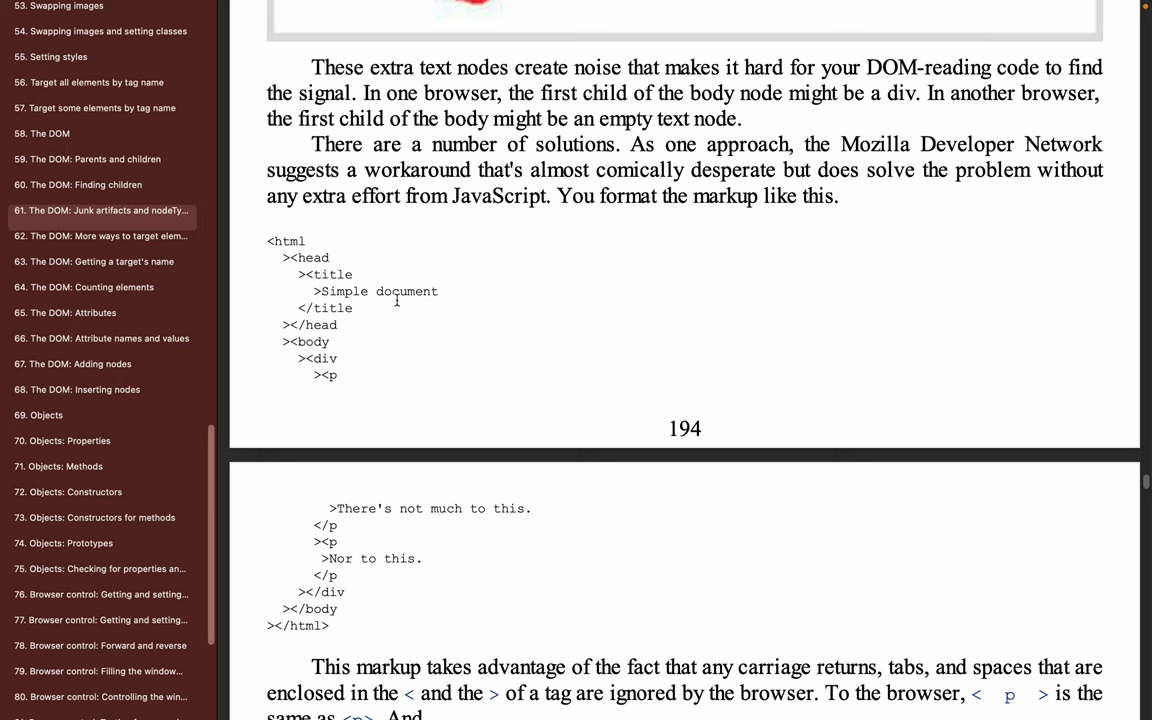 53. Swapping images
54. Swapping images and setting classes
55. Setting styles
56. Target all elements by tag name
57. Target some elements by tag name
58. The DOM
59. The DOM: Parents and children
60. The DOM: Finding children
61. The DOM: Junk artifacts and nodeTy...
62. The DOM: More ways to target elem...
63. The DOM: Getting a target's name
64. The DOM: Counting elements
65. The DOM: Attributes
66. The DOM: Attribute names and values
67. The DOM: Adding nodes
68. The DOM: Inserting nodes
69. Objects
70. Objects: Properties
71. Objects: Methods
72. Objects: Constructors
73. Objects: Constructors for methods
74. Objects: Prototypes
75. Objects: Checking for properties an...
76. Browser control: Getting and setting...
77. Browser control: Getting and setting...
78. Browser control: Forward and reverse
79. Browser control: Filling the window...
80. Browser control: Controlling the win...
These extra text nodes create noise that makes it hard for your DOM-reading code to find
the signal. In one browser, the first child of the body node might be a div. In another browser,
the first child of the body might be an empty text node.
There are a number of solutions. As one approach, the Mozilla Developer Network
suggests a workaround that's almost comically desperate but does solve the problem without
any extra effort from JavaScript. You format the markup like this.
<html
><head
><title
>Simple document
</title
></head
><body
><div
><p
194
>There's not much to this.
</p
><p
>Nor to this.
</p
></div
></body
></html>
This markup takes advantage of the fact that any carriage returns, tabs, and spaces that are
enclosed in the < and the > of a tag are ignored by the browser. To the browser, < p > is the
same as <p>. And